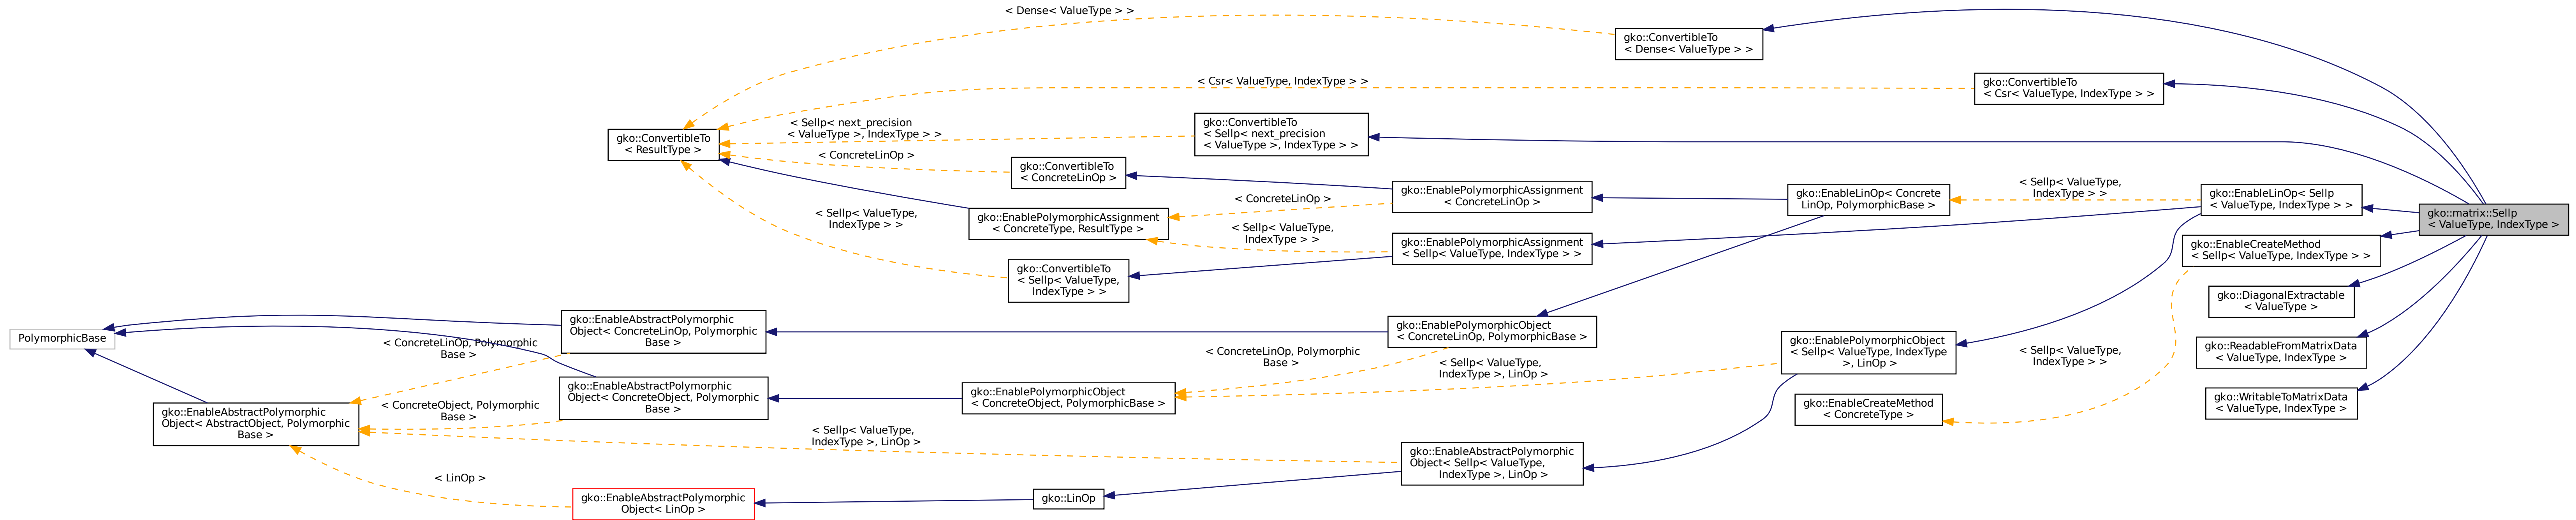 < Dense< ValueType > >
gko::ConvertibleTo
< Dense< ValueType > >
< Csr< ValueType, IndexType > >
gko::ConvertibleTo
< Csr< ValueType, IndexType > >
gko::ConvertibleTo
< ResultType >
< Sellp< next_precision
< ValueType >, IndexType > >
gko::ConvertibleTo
< Sellp< next_precision
< ValueType >, IndexType > >
< ConcreteLinOp >
gko::ConvertibleTo
< ConcreteLinOp >
gko::EnablePolymorphicAssignment
< ConcreteLinOp >
gko::EnableLinOp< Concrete
LinOp, PolymorphicBase >
< Sellp< ValueType,
IndexType > >
gko::EnableLinOp< Sellp
< ValueType, IndexType > >
gko::matrix::Sellp
< ValueType, IndexType >
< Sellp< ValueType,
IndexType > >
gko::EnablePolymorphicAssignment
< ConcreteType, ResultType >
< ConcreteLinOp >
< Sellp< ValueType,
IndexType > >
gko::EnablePolymorphicAssignment
< Sellp< ValueType, IndexType > >
gko::EnableCreateMethod
< Sellp< ValueType, IndexType > >
gko::ConvertibleTo
< Sellp< ValueType,
IndexType > >
gko::DiagonalExtractable
< ValueType >
PolymorphicBase
gko::EnableAbstractPolymorphic
Object< ConcreteLinOp, Polymorphic
Base >
gko::EnablePolymorphicObject
< ConcreteLinOp, PolymorphicBase >
gko::EnablePolymorphicObject
< Sellp< ValueType, IndexType
>, LinOp >
< Sellp< ValueType,
IndexType > >
gko::ReadableFromMatrixData
< ValueType, IndexType >
< ConcreteLinOp, Polymorphic
Base >
< ConcreteLinOp, Polymorphic
Base >
< Sellp< ValueType,
IndexType >, LinOp >
gko::EnableAbstractPolymorphic
Object< ConcreteObject, Polymorphic
Base >
gko::EnablePolymorphicObject
< ConcreteObject, PolymorphicBase >
gko::WritableToMatrixData
< ValueType, IndexType >
gko::EnableAbstractPolymorphic
Object< AbstractObject, Polymorphic
Base >
< ConcreteObject, Polymorphic
Base >
gko::EnableCreateMethod
< ConcreteType >
< Sellp< ValueType,
IndexType >, LinOp >
gko::EnableAbstractPolymorphic
Object< Sellp< ValueType,
IndexType >, LinOp >
< LinOp >
gko::EnableAbstractPolymorphic
Object< LinOp >
gko::LinOp